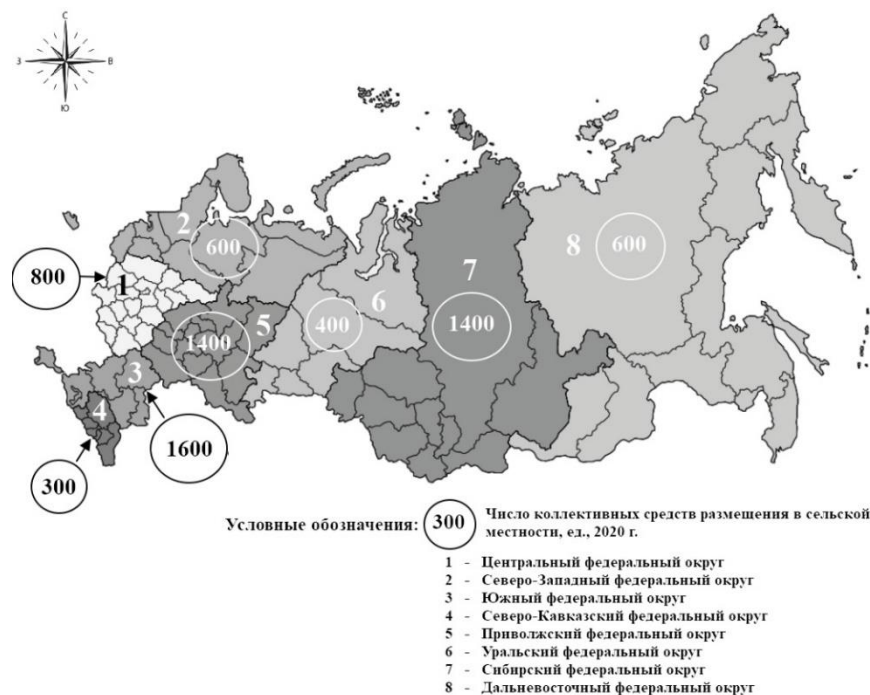 С
З
В
Ю
2
600
8
600
800
1
7
6
5
400
1400
1400
3
4
1600
300
Условные обозначения:
300
Число коллективных средств размещения в сельской
местности, ед., 2020 г.
1 - Центральный федеральный округ
2 - Северо-Западный федеральный округ
3 - Южный федеральный округ
4 - Северо-Кавказский федеральный округ
5 - Приволжский федеральный округ
6 - Уральский федеральный округ
7 - Сибирский федеральный округ
8 - Дальневосточный федеральный округ